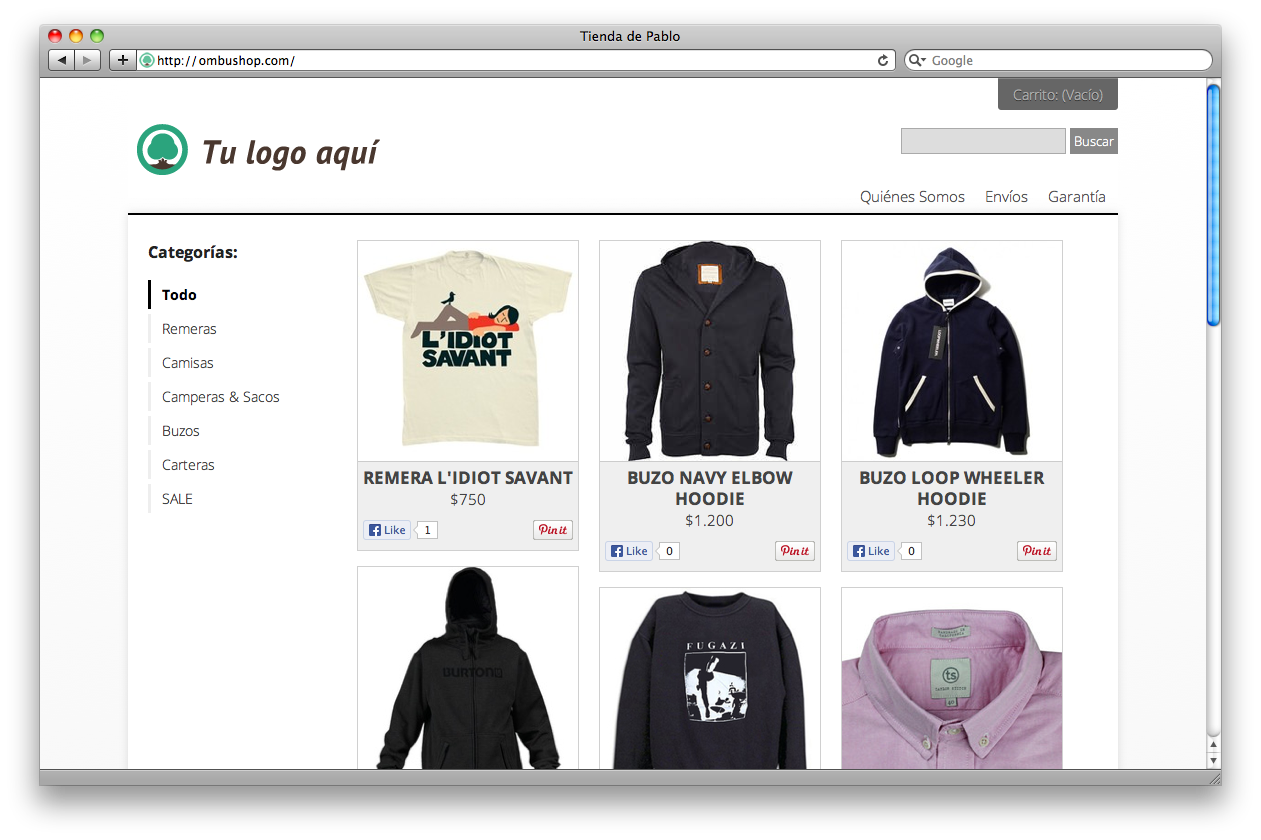 Tienda de Pablo
http://ombushop.com/
Google
Carrito: (Vacío)
Tu logo aquí
Buscar
Quiénes Somos Envíos Garantía
Categorías:
Todo
Remeras
Camisas
Camperas & Sacos
Buzos
Carteras
SALE
L'IDIOT
SAVANT
REMERA L'IDIOT SAVANT
$750
Like 1 Pin it
BUZO NAVY ELBOW
HOODIE
$1.200
Like 0 Pin it
BUZO LOOP WHEELER
HOODIE
$1.230
Like 0 Pin it
BURTON
FUGAZI
ts
TAYLOR STITCH